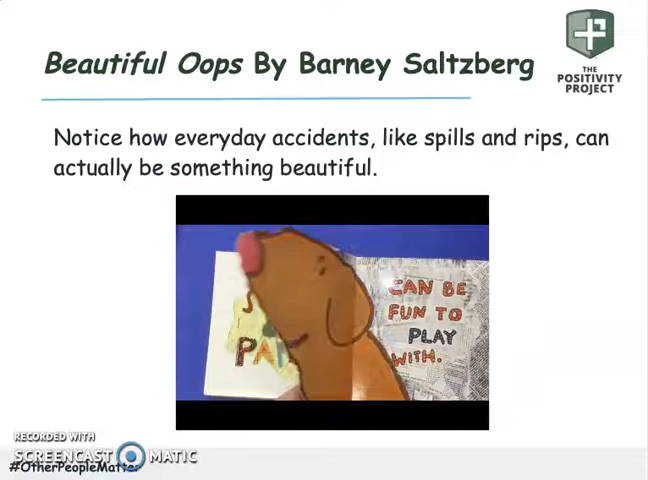 Beautiful Oops By Barney Saltzberg
THE
POSITIVITY
PROJECT
Notice how everyday accidents, like spills and rips, can
actually be something beautiful.
CAN BE
FUN TO
PLAY
WITH.
RECORDED WITH
SCREENCAST MATIC